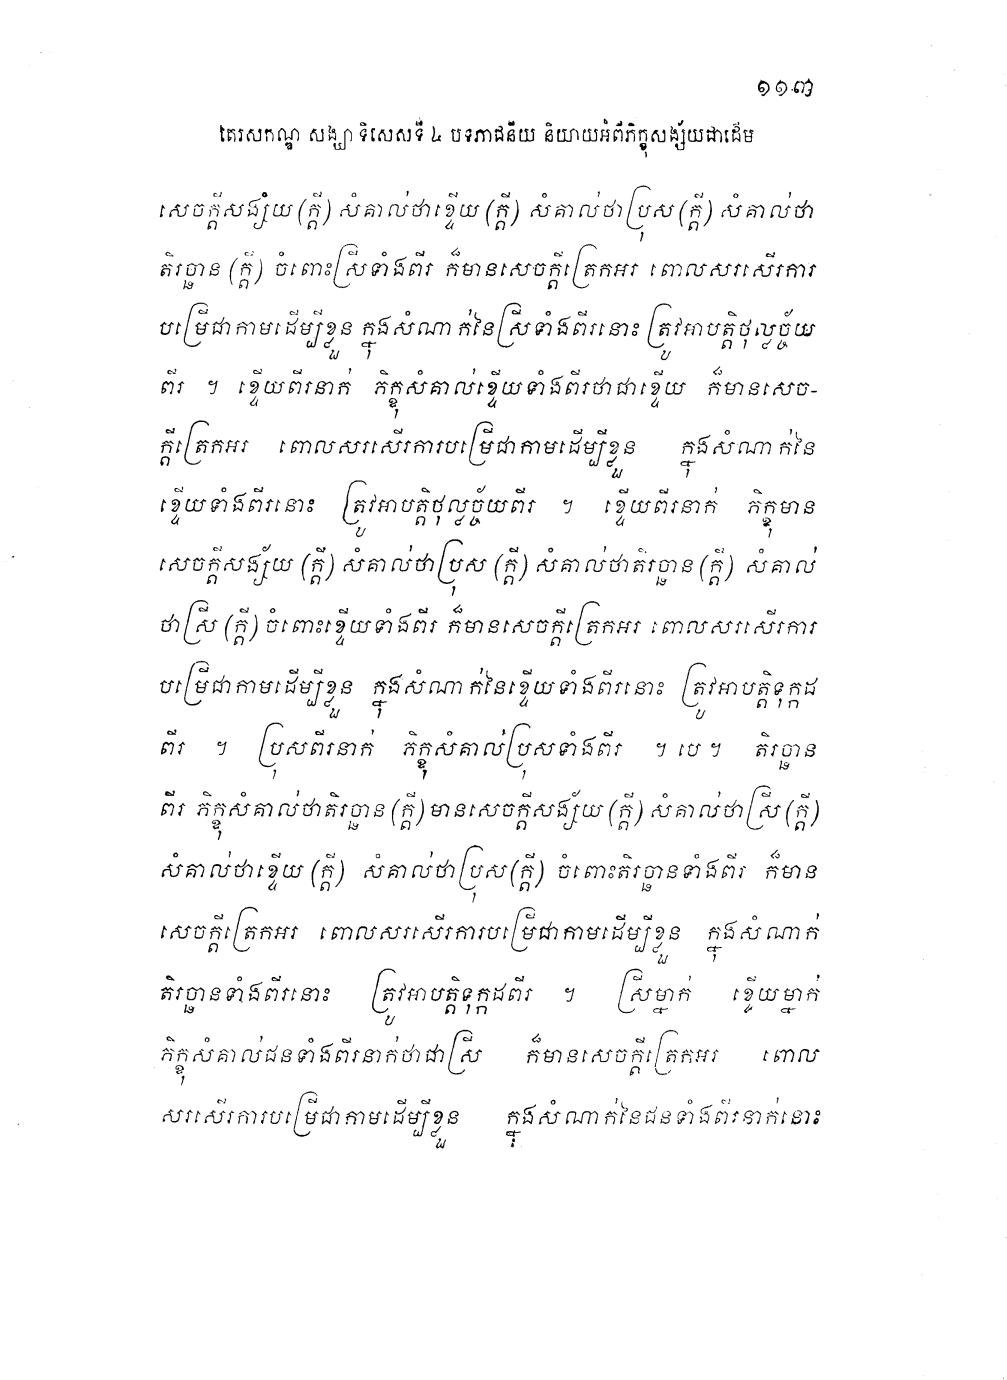 ១១៣
តេរសកណ្ឌ សង្ឃាទិសេសទី ៤ បទភាជនីយ និយាយអំពីភិក្ខុសង្ស័យជាដើម
សេចក្តីសង្ស័យ (ក្តី) សំគាល់ថាខ្ទើយ (ក្តី) សំគាល់ថាប្រុស (ក្តី) សំគាល់ថា
តិរច្ឆាន (ក្តី) ចំពោះស្រីទាំងពីរ ក៏មានសេចក្តីត្រេកអរ ពោលសរសើរការ
បម្រើជាកាមដើម្បីខ្លួន ក្នុងសំណាក់នៃស្រីទាំងពីរនោះ ត្រូវអាបត្តិថុល្លច្ច័យ
ពីរ ។ ខ្ទើយពីរនាក់ ភិក្ខុសំគាល់ខ្ទើយទាំងពីរថាជាខ្ទើយ ក៏មានសេច-
ក្តីត្រេកអរ ពោលសរសើរការបម្រើជាកាមដើម្បីខ្លួន ក្នុងសំណាក់នៃ
ខ្ទើយទាំងពីរនោះ ត្រូវអាបត្តិថុល្លច្ច័យពីរ ។ ខ្ទើយពីរនាក់ ភិក្ខុមាន
សេចក្តីសង្ស័យ (ក្តី) សំគាល់ថាប្រុស (ក្តី) សំគាល់ថាតិរច្ឆាន (ក្តី) សំគាល់
ថាស្រី (ក្តី) ចំពោះខ្ទើយទាំងពីរ ក៏មានសេចក្តីត្រេកអរ ពោលសរសើរការ
បម្រើជាកាមដើម្បីខ្លួន ក្នុងសំណាក់នៃខ្ទើយទាំងពីរនោះ ត្រូវអាបត្តិទុក្កដ
ពីរ ។ ប្រុសពីរនាក់ ភិក្ខុសំគាល់ប្រុសទាំងពីរ ។ បេ ។ តិរច្ឆាន
ពីរ ភិក្ខុសំគាល់ថាតិរច្ឆាន (ក្តី) មានសេចក្តីសង្ស័យ (ក្តី) សំគាល់ថាស្រី (ក្តី)
សំគាល់ថាខ្ទើយ (ក្តី) សំគាល់ថាប្រុស (ក្តី) ចំពោះតិរច្ឆានទាំងពីរ ក៏មាន
សេចក្តីត្រេកអរ ពោលសរសើរការបម្រើជាកាមដើម្បីខ្លួន ក្នុងសំណាក់
តិរច្ឆានទាំងពីរនោះ ត្រូវអាបត្តិទុក្កដពីរ ។ ស្រីម្នាក់ ខ្ទើយម្នាក់
ភិក្ខុសំគាល់ជនទាំងពីរនាក់ថាជាស្រី ក៏មានសេចក្តីត្រេកអរ ពោល
សរសើរការបម្រើជាកាមដើម្បីខ្លួន ក្នុងសំណាក់នៃជនទាំងពីរនាក់នោះ